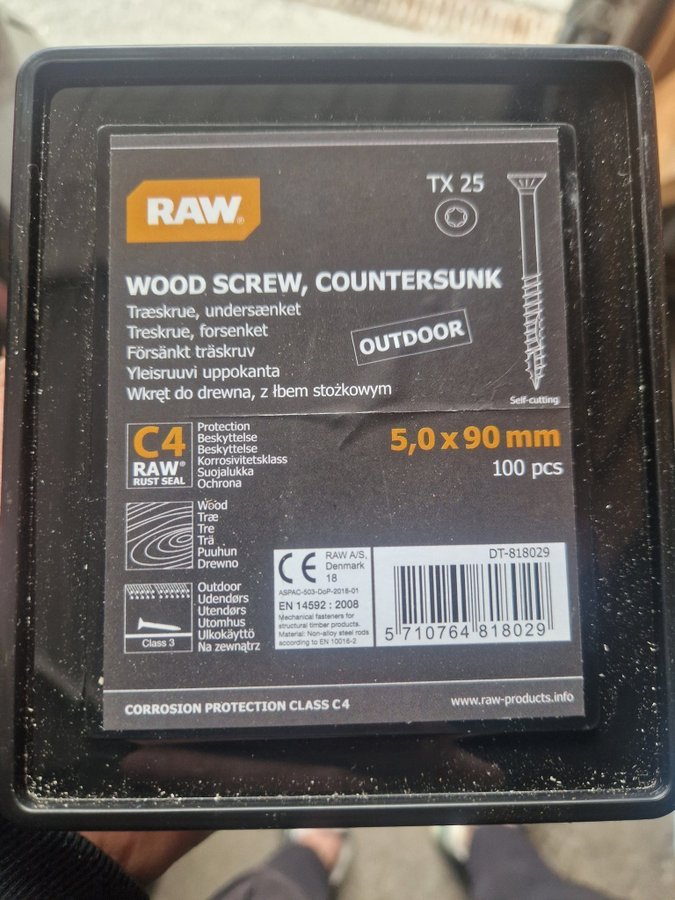 RAW®
TX 25
WOOD SCREW, COUNTERSUNK
Træskrue, undersænket
Treskrue, forsenket
Försänkt träskruv
Yleisruuvi uppokanta
Wkręt do drewna, z łbem stożkowym
OUTDOOR
Self-cutting
C4
RAW®
RUST SEAL
Protection
Beskyttelse
Beskyttelse
Korrosivitetsklass
Suojalukka
Ochrona
5,0 x 90 mm
100 pcs
Wood
Træ
Tre
Trä
Puuhun
Drewno
Outdoor
Udendørs
Utendørs
Utomhus
Ulkokäyttö
Na zewnątrz
Class 3
CE
RAW A/S,
Denmark
18
ASPAC-503-DoP-2018-01
EN 14592 : 2008
Mechanical fasteners for
structural timber products.
Material: Non-alloy steel rods
according to EN 10016-2.
DT-818029
5 710764 818029
CORROSION PROTECTION CLASS C4
www.raw-products.info